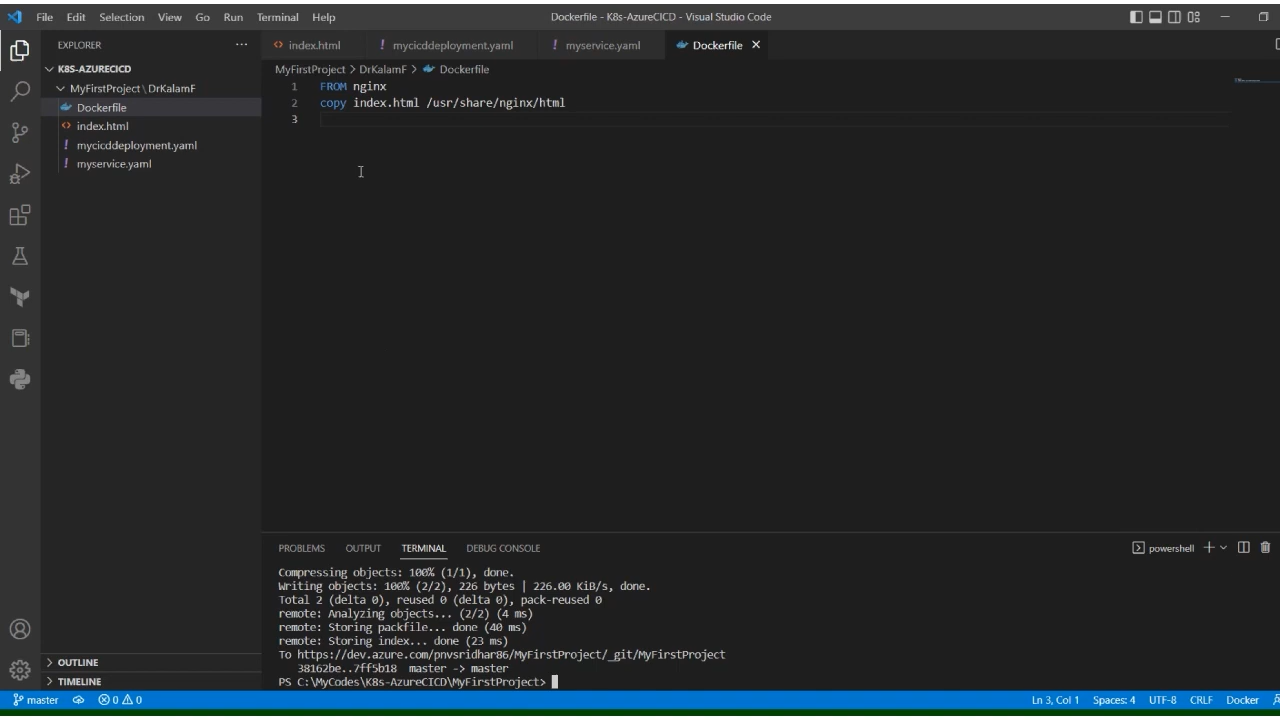 File Edit Selection View Go Run Terminal Help
Dockerfile - K8s-AzureCICD - Visual Studio Code
EXPLORER
K8S-AZURECICD
MyFirstProject \ DrKalamF
Dockerfile
index.html
mycicddeployment.yaml
myservice.yaml
OUTLINE
TIMELINE
index.html mycicddeployment.yaml myservice.yaml Dockerfile
MyFirstProject > DrKalamF > Dockerfile
1 FROM nginx
2 copy index.html /usr/share/nginx/html
3
PROBLEMS OUTPUT TERMINAL DEBUG CONSOLE
powershell
Compressing objects: 100% (1/1), done.
Writing objects: 100% (2/2), 226 bytes | 226.00 KiB/s, done.
Total 2 (delta 0), reused 0 (delta 0), pack-reused 0
remote: Analyzing objects... (2/2) (4 ms)
remote: Storing packfile... done (40 ms)
remote: Storing index... done (23 ms)
To https://dev.azure.com/pnvsridhar86/MyFirstProject/_git/MyFirstProject
38162be..7ff5b18 master -> master
PS C:\MyCodes\K8s-AzureCICD\MyFirstProject>
master 0 0 Ln 3, Col 1 Spaces: 4 UTF-8 CRLF Docker